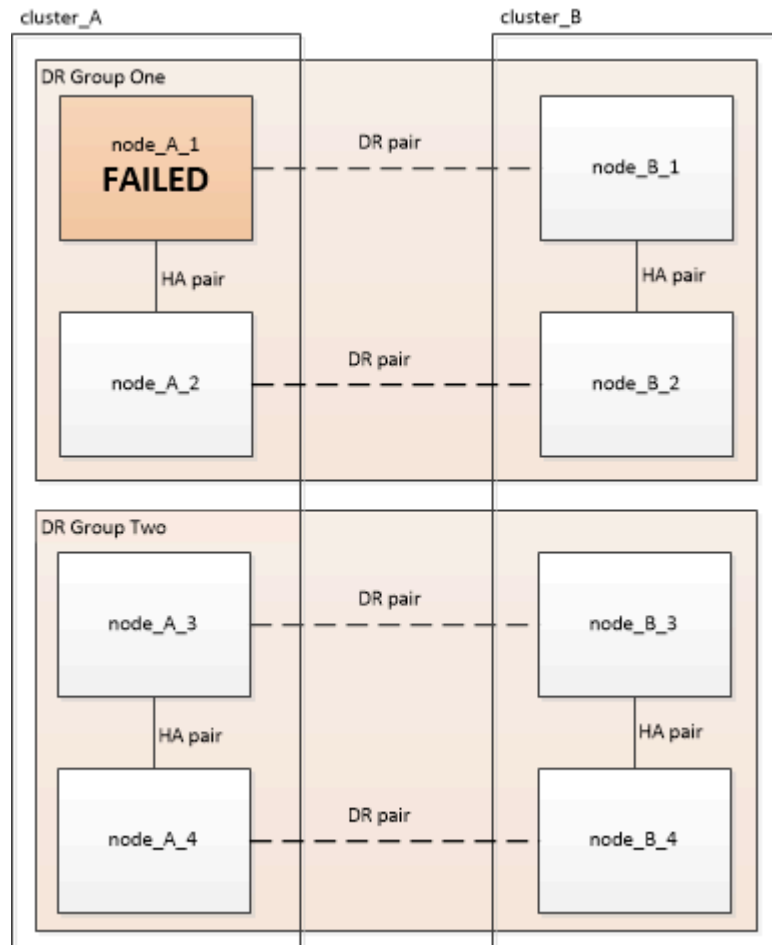 cluster_A
cluster_B
DR Group One
node_A_1
FAILED
DR pair
node_B_1
HA pair
HA pair
node_A_2
DR pair
node_B_2
DR Group Two
node_A_3
DR pair
node_B_3
HA pair
HA pair
node_A_4
DR pair
node_B_4